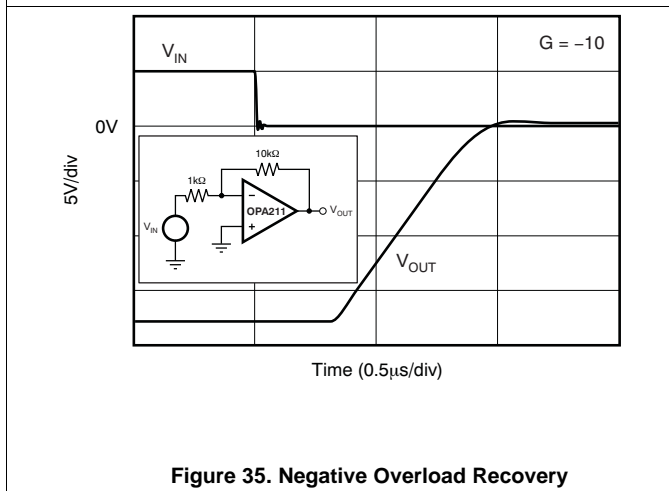 V_IN
G = −10
0V
5V/div
10kΩ
1kΩ
−
OPA211
+
V_OUT
V_IN
V_OUT
Time (0.5μs/div)
Figure 35. Negative Overload Recovery